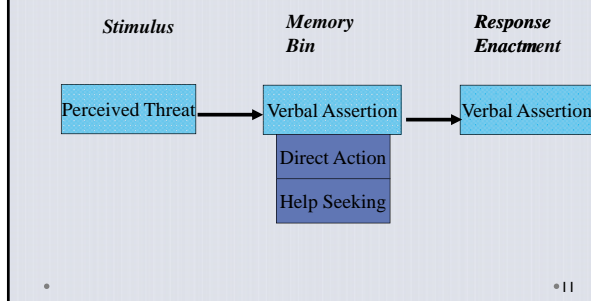 Stimulus
Memory
Bin
Response
Enactment
Perceived Threat
Verbal Assertion
Verbal Assertion
Direct Action
Help Seeking
11